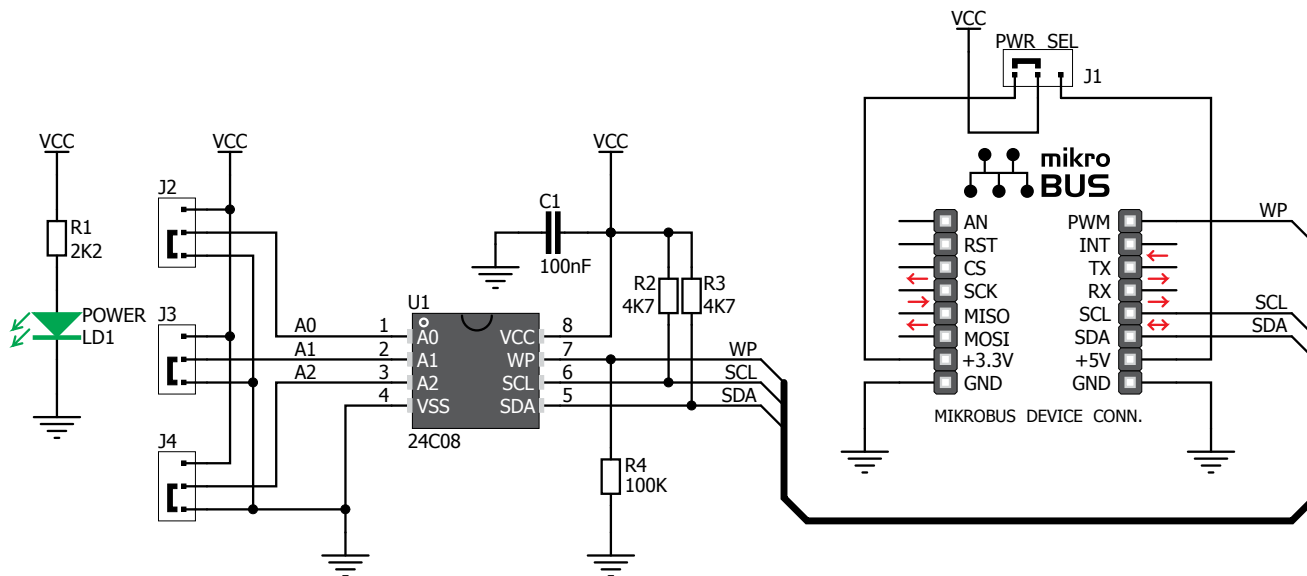 VCC
PWR SEL
J1
VCC
VCC
VCC
mikro
BUS
J2
R1
2K2
C1
100nF
AN
RST
CS
SCK
MISO
MOSI
+3.3V
GND
PWM
INT
TX
RX
SCL
SDA
+5V
GND
WP
SCL
SDA
MIKROBUS DEVICE CONN.
R2
4K7
R3
4K7
POWER
LD1
J3
J4
A0
A1
A2
U1
1
2
3
4
A0
A1
A2
VSS
VCC
WP
SCL
SDA
8
7
6
5
24C08
WP
SCL
SDA
R4
100K